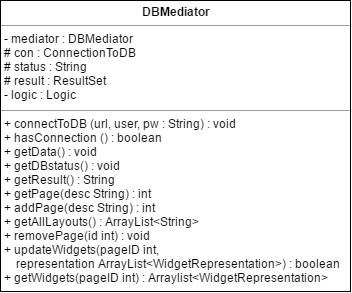 DBMediator
- mediator : DBMediator
# con : ConnectionToDB
# status : String
# result : ResultSet
- logic : Logic
+ connectToDB (url, user, pw : String) : void
+ hasConnection () : boolean
+ getData() : void
+ getDBstatus() : void
+ getResult() : String
+ getPage(desc String) : int
+ addPage(desc String) : int
+ getAllLayouts() : ArrayList<String>
+ removePage(id int) : void
+ updateWidgets(pageID int,
representation ArrayList<WidgetRepresentation>) : boolean
+ getWidgets(pageID int) : Arraylist<WidgetRepresentation>